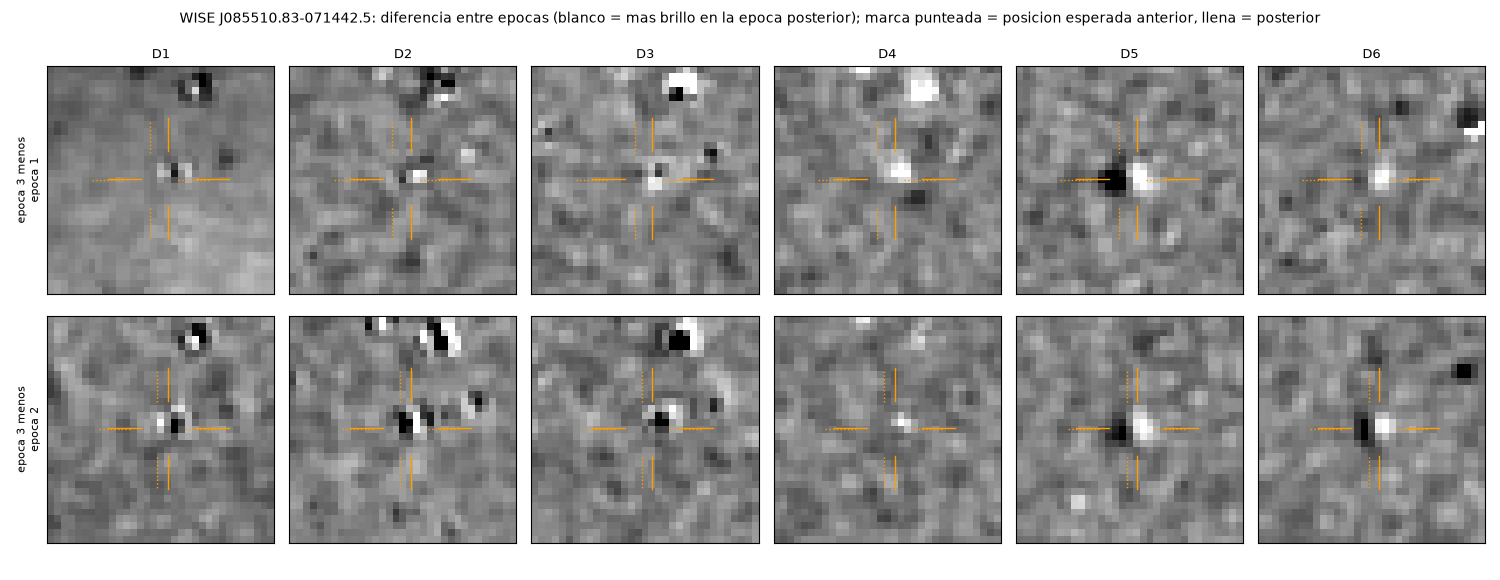 WISE J085510.83-071442.5: diferencia entre epocas (blanco = mas brillo en la epoca posterior); marca punteada = posicion esperada anterior, llena = posterior
D1 D2 D3 D4 D5 D6
epoca 3 menos
epoca 1
epoca 3 menos
epoca 2